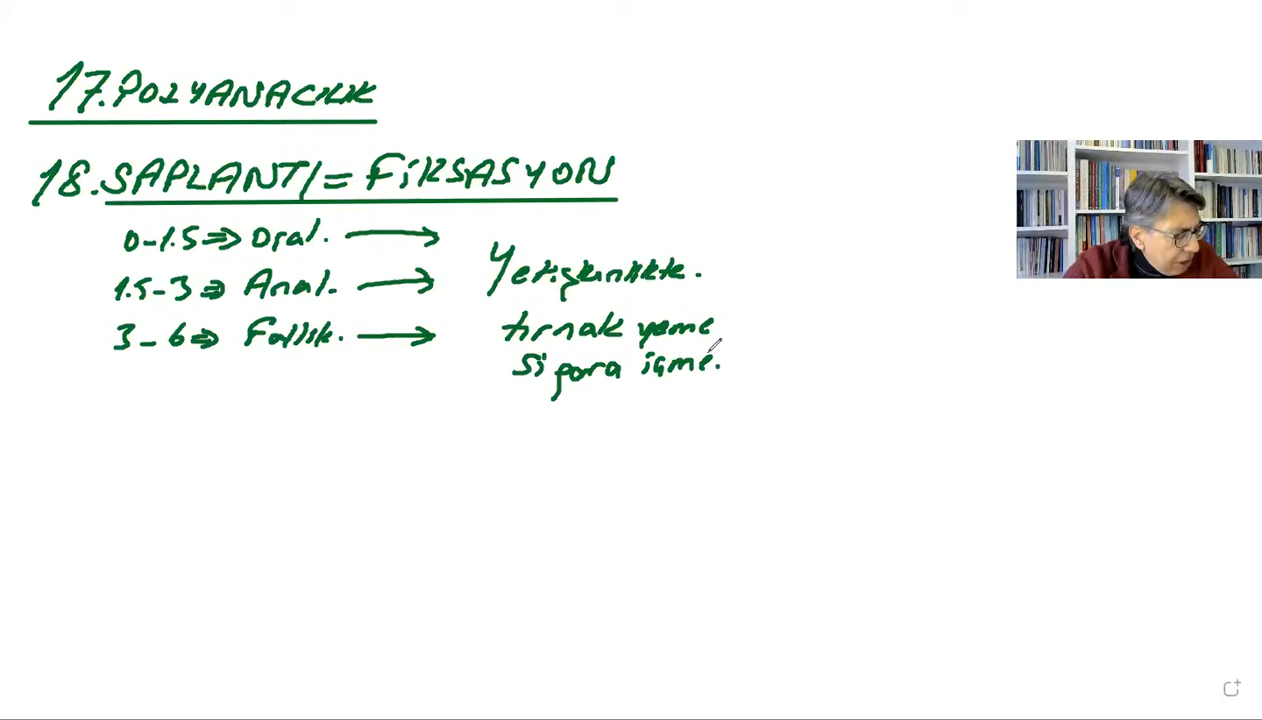 17. POLYANACILIK
18. SAPLANTI = FİKSASYON
0-1.5 ⇒ Oral. →
1.5-3 ⇒ Anal. →
3-6 ⇒ Fallik. →
Yetişkinlikte.
tırnak yeme
Sigara içme.